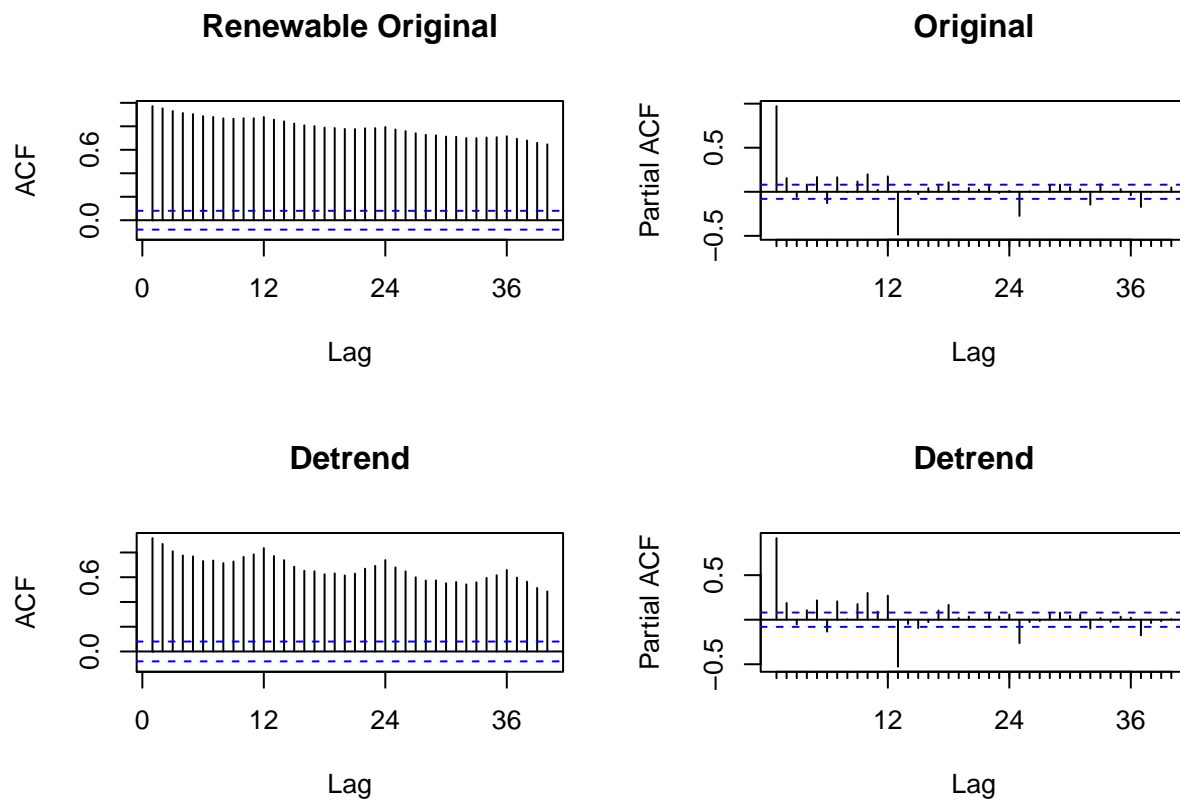 Renewable Original
ACF
0.0 0.6
0 12 24 36
Lag
Original
Partial ACF
−0.5 0.5
12 24 36
Lag
Detrend
ACF
0.0 0.6
0 12 24 36
Lag
Detrend
Partial ACF
−0.5 0.5
12 24 36
Lag